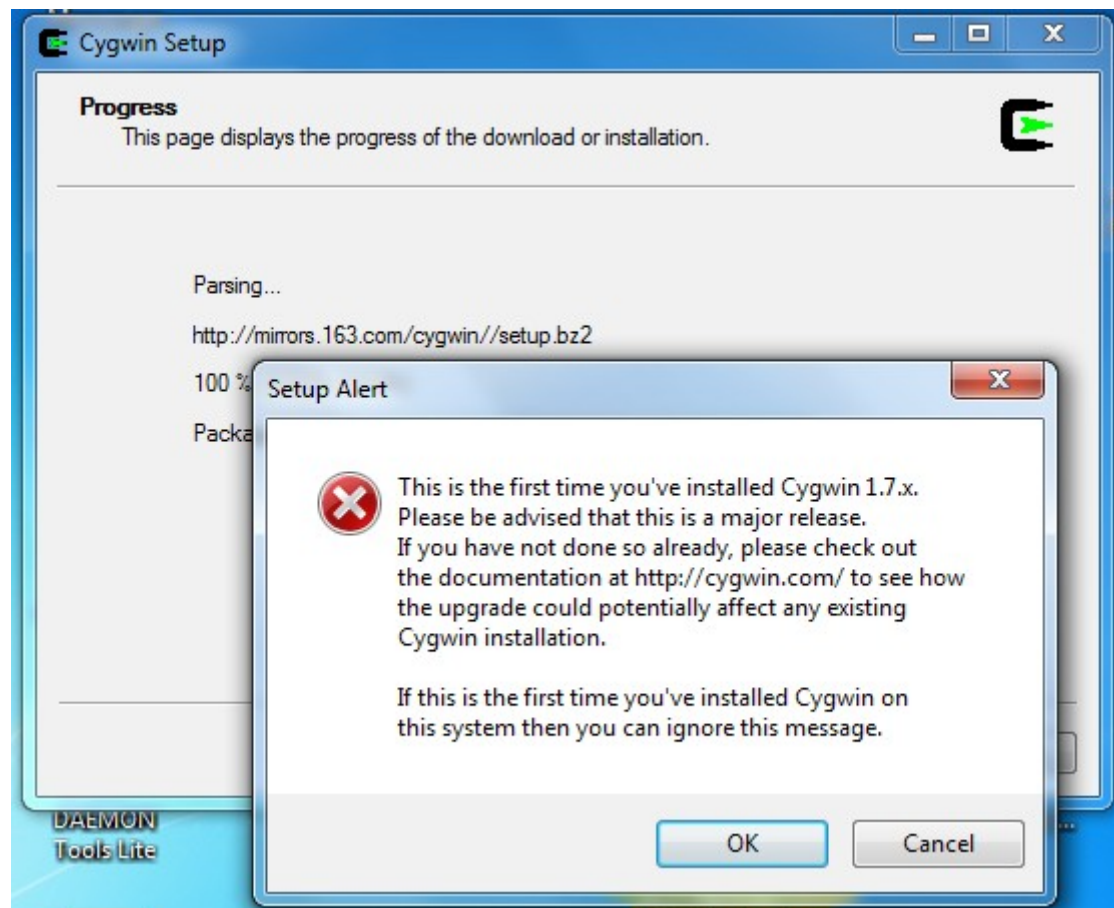 Cygwin Setup
Progress
This page displays the progress of the download or installation.
Parsing...
http://mirrors.163.com/cygwin//setup.bz2
100 %
Setup Alert
This is the first time you've installed Cygwin 1.7.x.
Please be advised that this is a major release.
If you have not done so already, please check out
the documentation at http://cygwin.com/ to see how
the upgrade could potentially affect any existing
Cygwin installation.
If this is the first time you've installed Cygwin on
this system then you can ignore this message.
OK
Cancel
DAEMON
Tools Lite